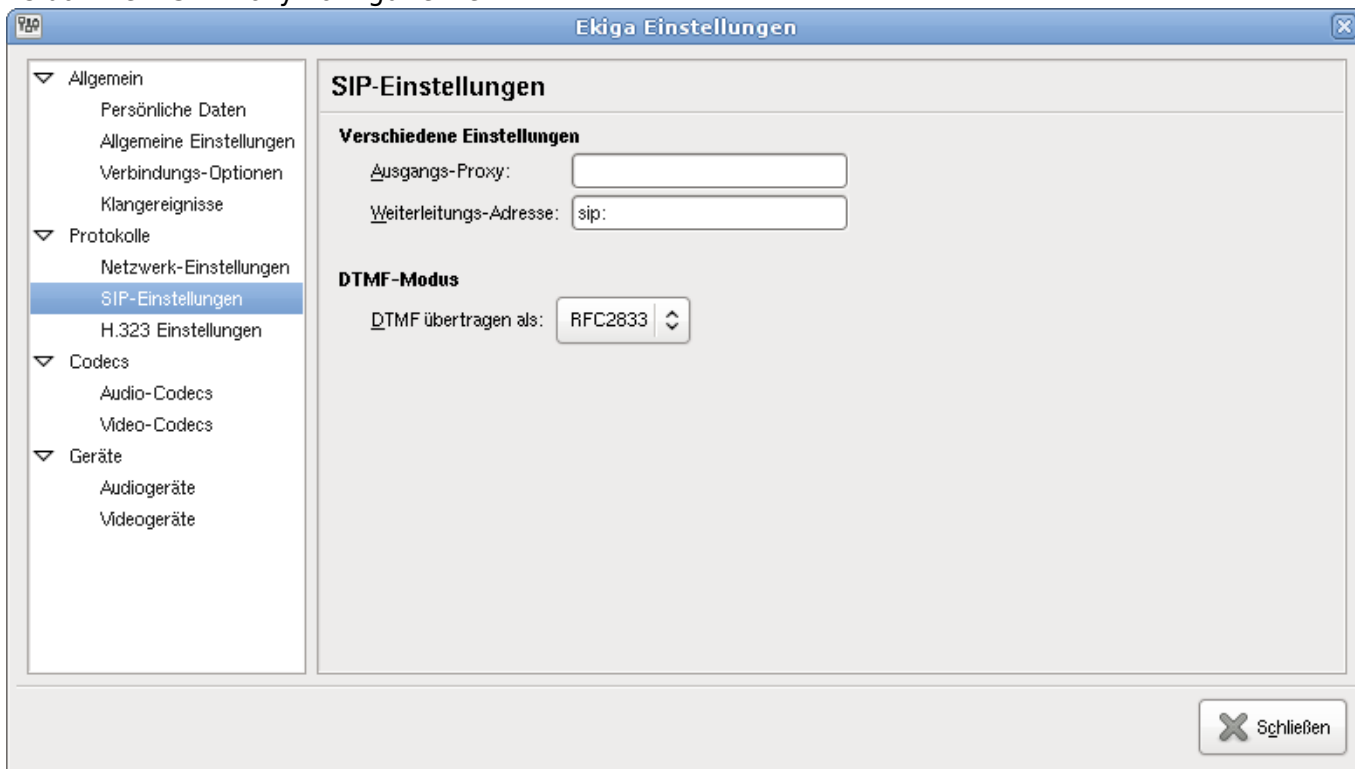 Ekiga Einstellungen
Allgemein
Persönliche Daten
Allgemeine Einstellungen
Verbindungs-Optionen
Klangereignisse
Protokolle
Netzwerk-Einstellungen
SIP-Einstellungen
H.323 Einstellungen
Codecs
Audio-Codecs
Video-Codecs
Geräte
Audiogeräte
Videogeräte
SIP-Einstellungen
Verschiedene Einstellungen
Ausgangs-Proxy:
Weiterleitungs-Adresse: sip:
DTMF-Modus
DTMF übertragen als: RFC2833
Schließen